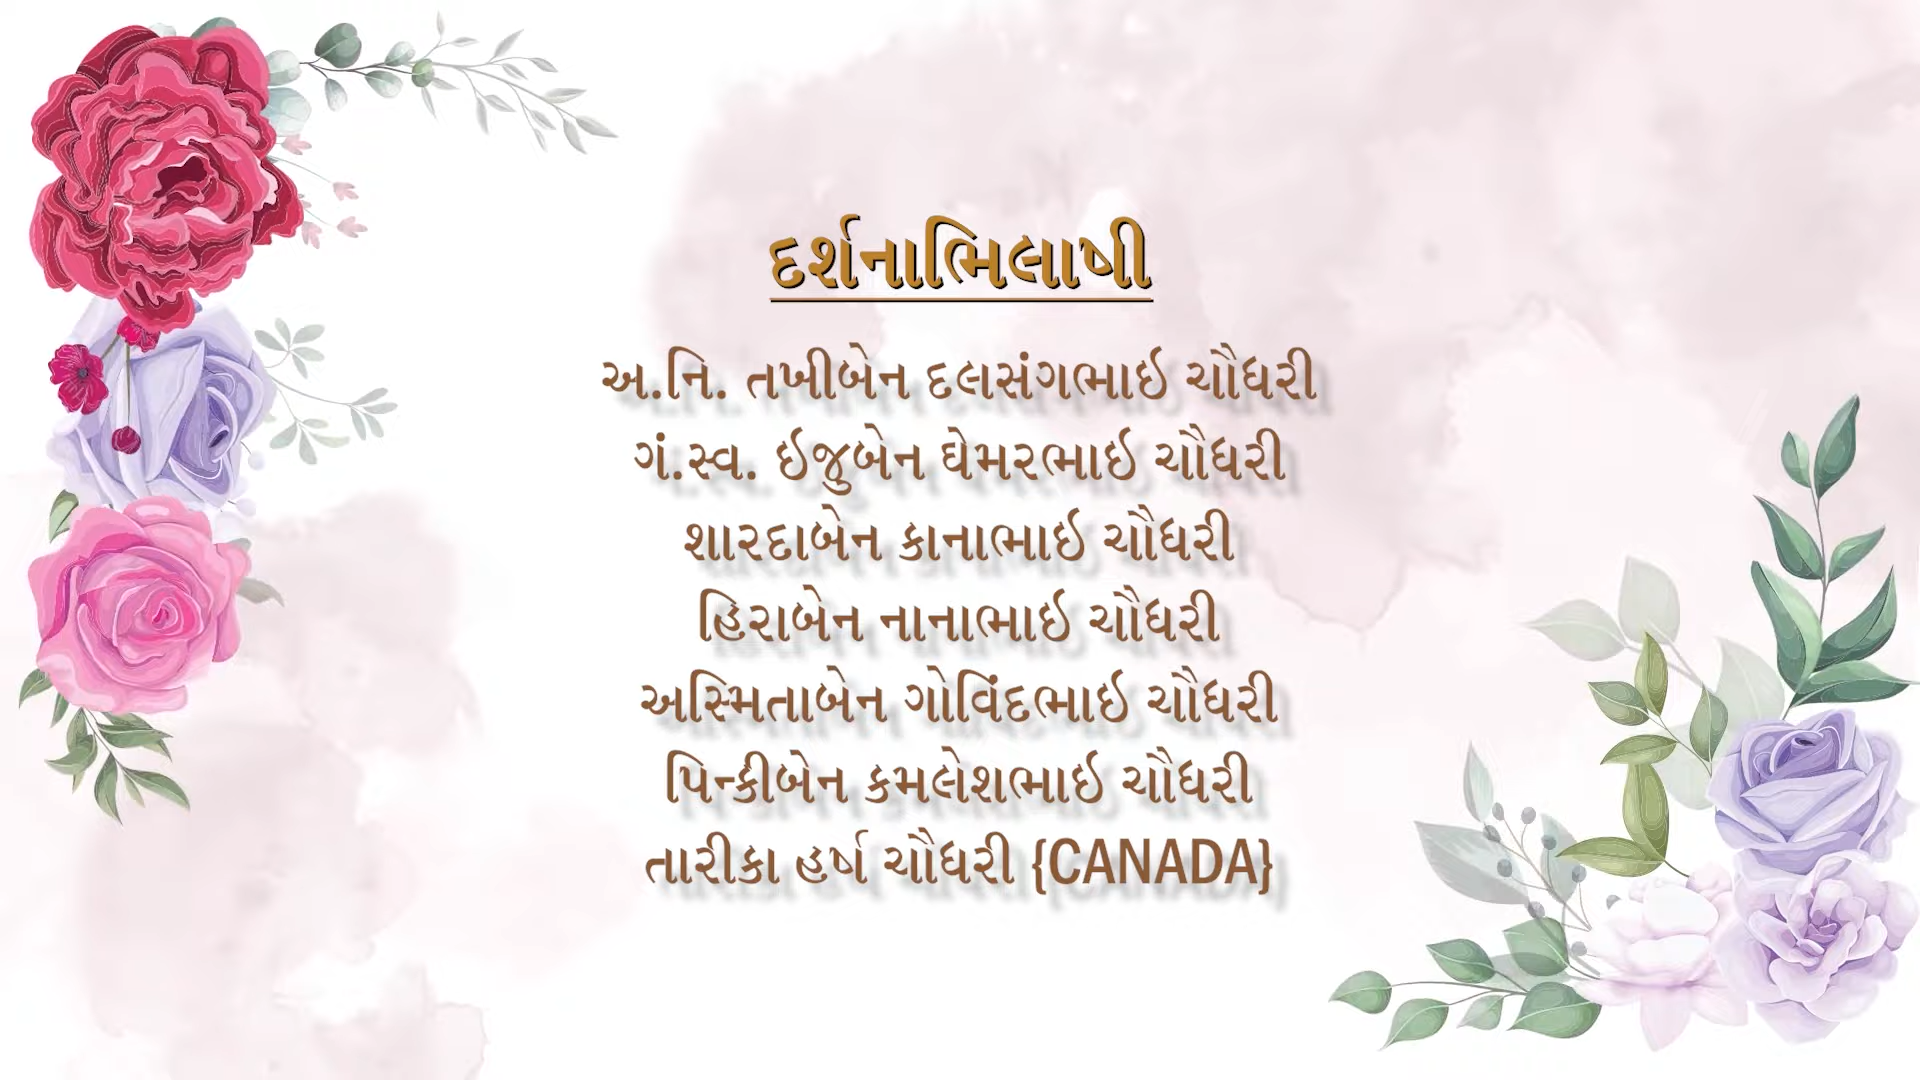 દર્શનાભિલાષી
અ.નિ. તખીબેન દલસંગભાઇ ચૌધરી
ગં.સ્વ. ઇજુબેન ઘેમરભાઇ ચૌધરી
શારદાબેન કાનાભાઇ ચૌધરી
હિરાબેન નાનાભાઇ ચૌધરી
અસ્મિતાબેન ગોવિંદભાઇ ચૌધરી
પિન્કીબેન કમલેશભાઇ ચૌધરી
તારીકા હર્ષ ચૌધરી {CANADA}